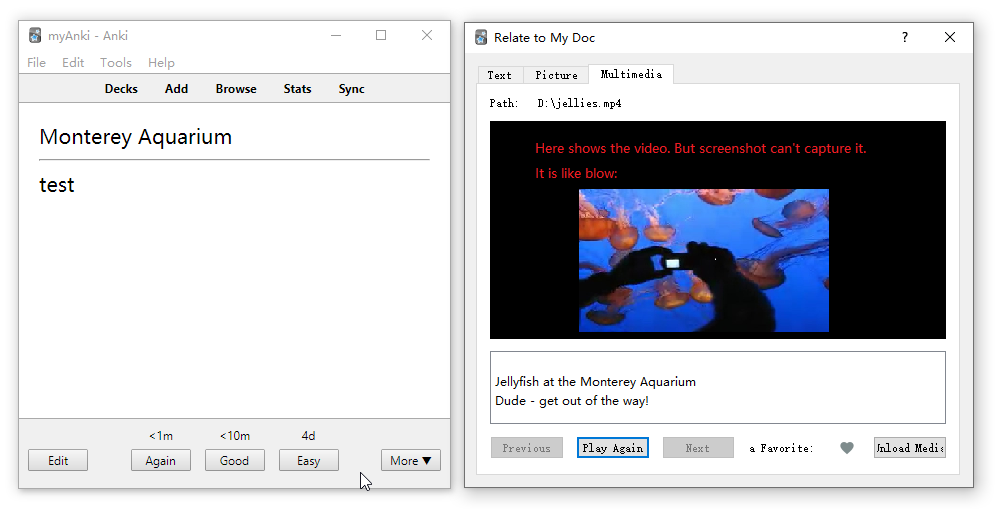 myAnki - Anki
File Edit Tools Help
Decks Add Browse Stats Sync
Monterey Aquarium
test
<1m <10m 4d
Edit Again Good Easy More ▼
Relate to My Doc ?
Text Picture Multimedia
Path: D:\jellies.mp4
Here shows the video. But screenshot can't capture it.
It is like blow:
Jellyfish at the Monterey Aquarium
Dude - get out of the way!
Previous Play Again Next a Favorite: Unload Media